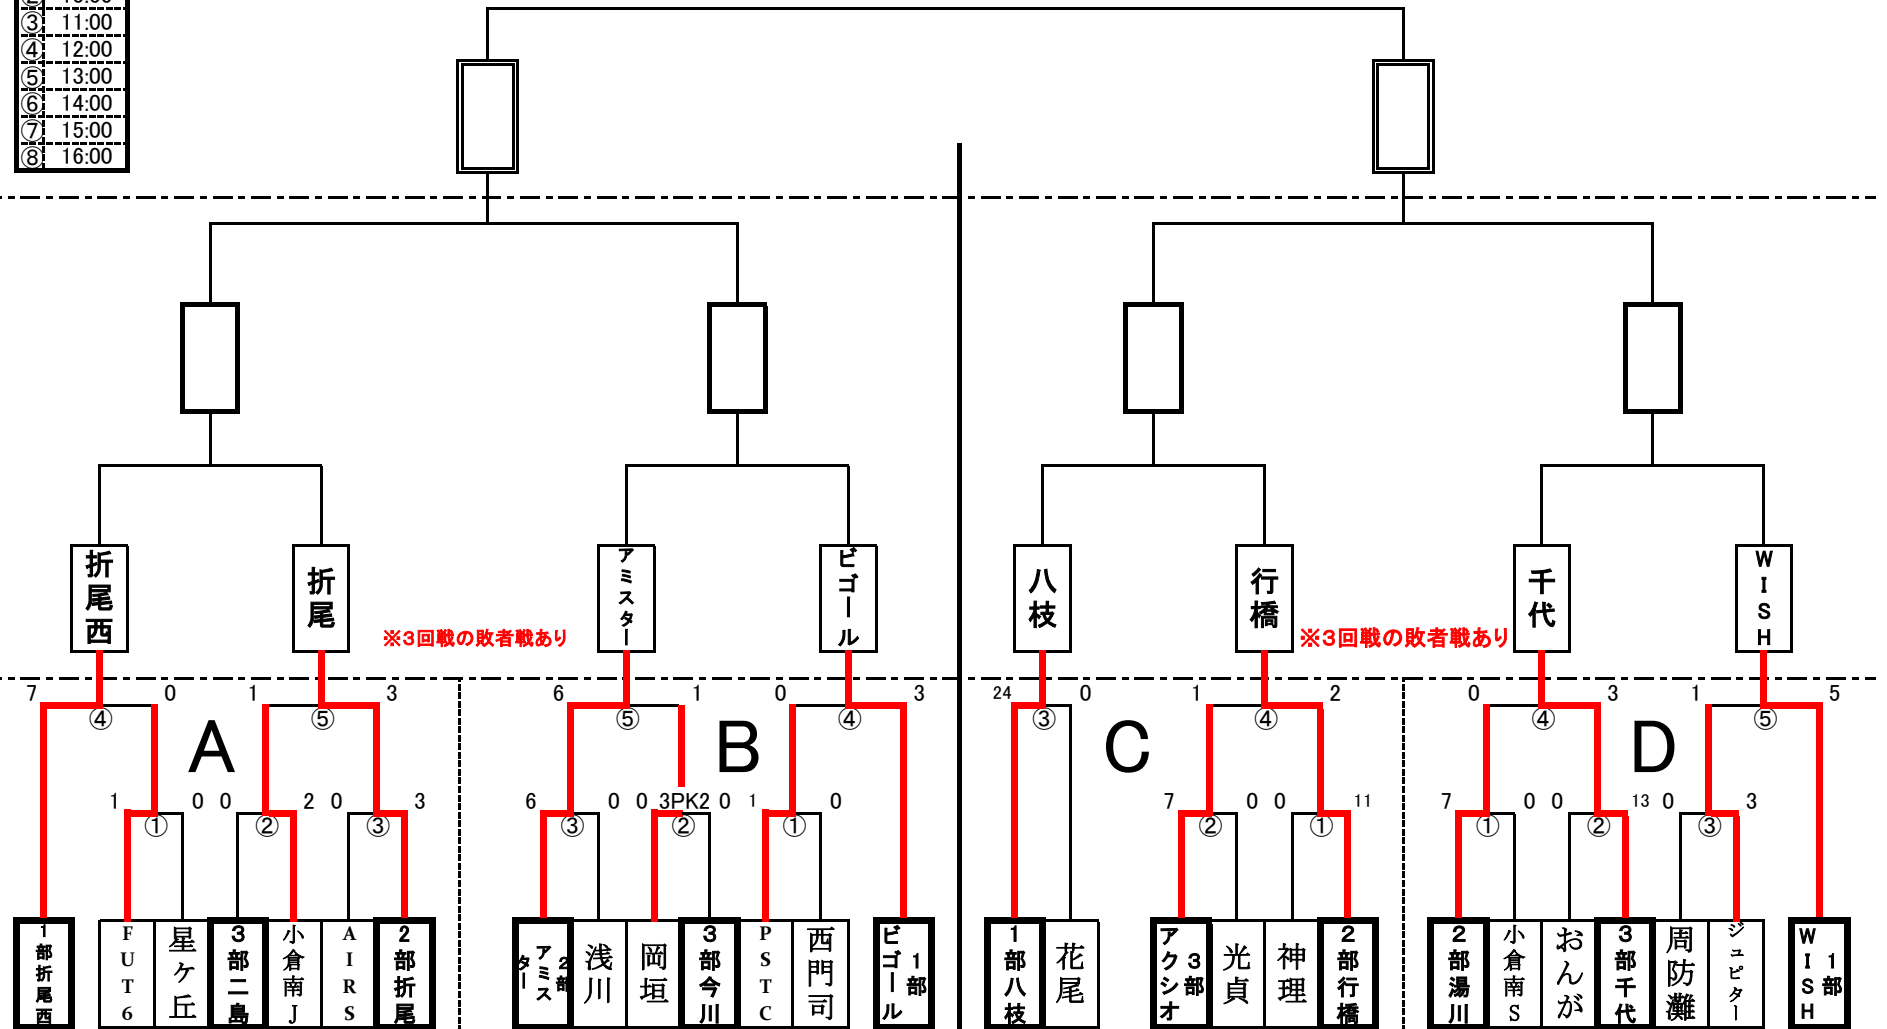 ③ 11:00
④ 12:00
⑤ 13:00
⑥ 14:00
⑦ 15:00
⑧ 16:00
折尾西
折尾
アミスター
ビゴール
八枝
行橋
千代
WISH
※3回戦の敗者戦あり
※3回戦の敗者戦あり
7 0 1 3 6 1 0 3 24 0 1 2 0 3 1 5
④ ⑤ ⑤ ④ ③ ④ ④ ⑤
A B C D
1 0 0 2 0 3 6 0 0 3PK2 0 1 0 7 0 0 11 7 0 0 13 0 3
① ② ③ ③ ② ① ② ① ① ② ③
1部折尾西
FUT6
星ヶ丘
3部二島
小倉南J
AIRS
2部折尾
2部アミスター
浅川
岡垣
3部今川
PSTC
西門司
1部ビゴール
1部八枝
花尾
3部アクシオ
光貞
神理
2部行橋
2部湯川
小倉南S
おんが
3部千代
周防灘
ジュピター
1部WISH